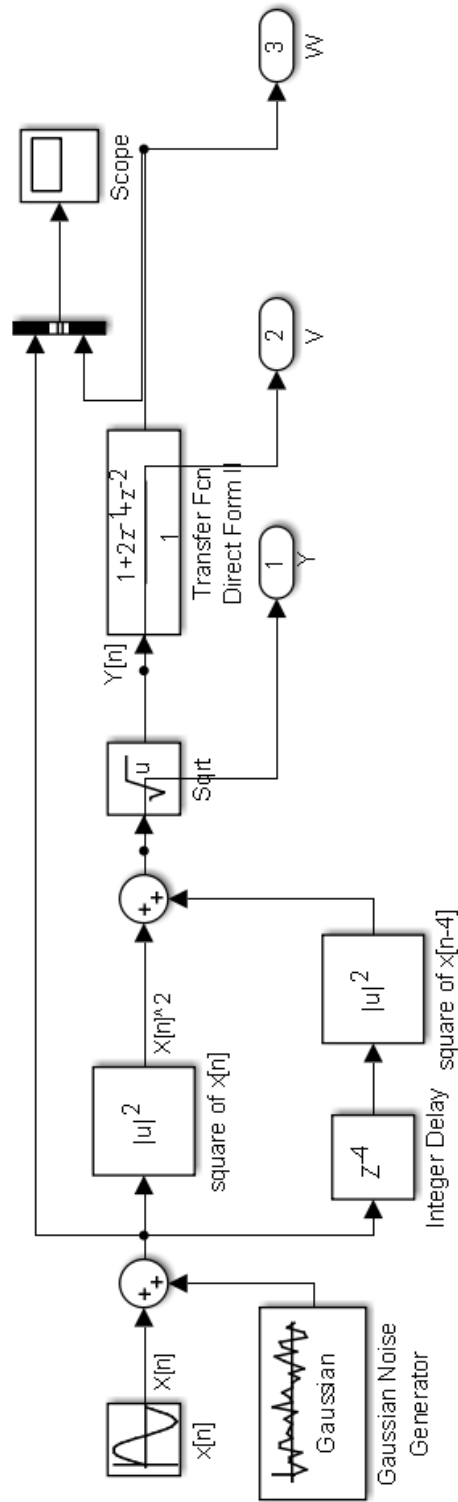 X[n]
x[n]
Gaussian
Gaussian Noise
Generator
++
|u|^2
square of x[n]
X[n]^2
z^-4
Integer Delay
|u|^2
square of x[n-4]
++
√u
Sqrt
Y[n]
1+2z^-1+z^-2
1
Transfer Fcn
Direct Form II
Scope
1
Y
2
V
3
W